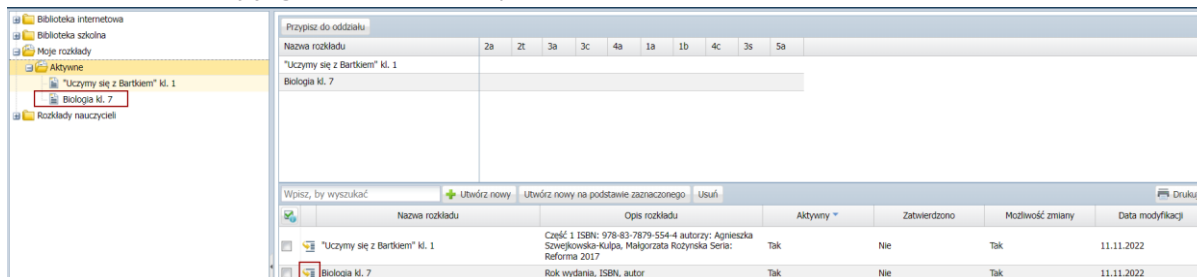 Biblioteka internetowa
Biblioteka szkolna
Moje rozkłady
Aktywne
"Uczymy się z Bartkiem" kl. 1
Biologia kl. 7
Rozkłady nauczycieli
Przypisz do oddziału
Nazwa rozkładu 2a 2t 3a 3c 4a 1a 1b 4c 3s 5a
"Uczymy się z Bartkiem" kl. 1
Biologia kl. 7
Wpisz, by wyszukać Utwórz nowy Utwórz nowy na podstawie zaznaczonego Usuń Drukuj
Nazwa rozkładu Opis rozkładu Aktywny Zatwierdzono Możliwość zmiany Data modyfikacji
"Uczymy się z Bartkiem" kl. 1 Część 1 ISBN: 978-83-7879-554-4 autorzy: Agnieszka
Szwejkowska-Kulpa, Małgorzata Rożynska Seria: Tak Nie Tak 11.11.2022
Reforma 2017
Biologia kl. 7 Rok wydania, ISBN, autor Tak Nie Tak 11.11.2022